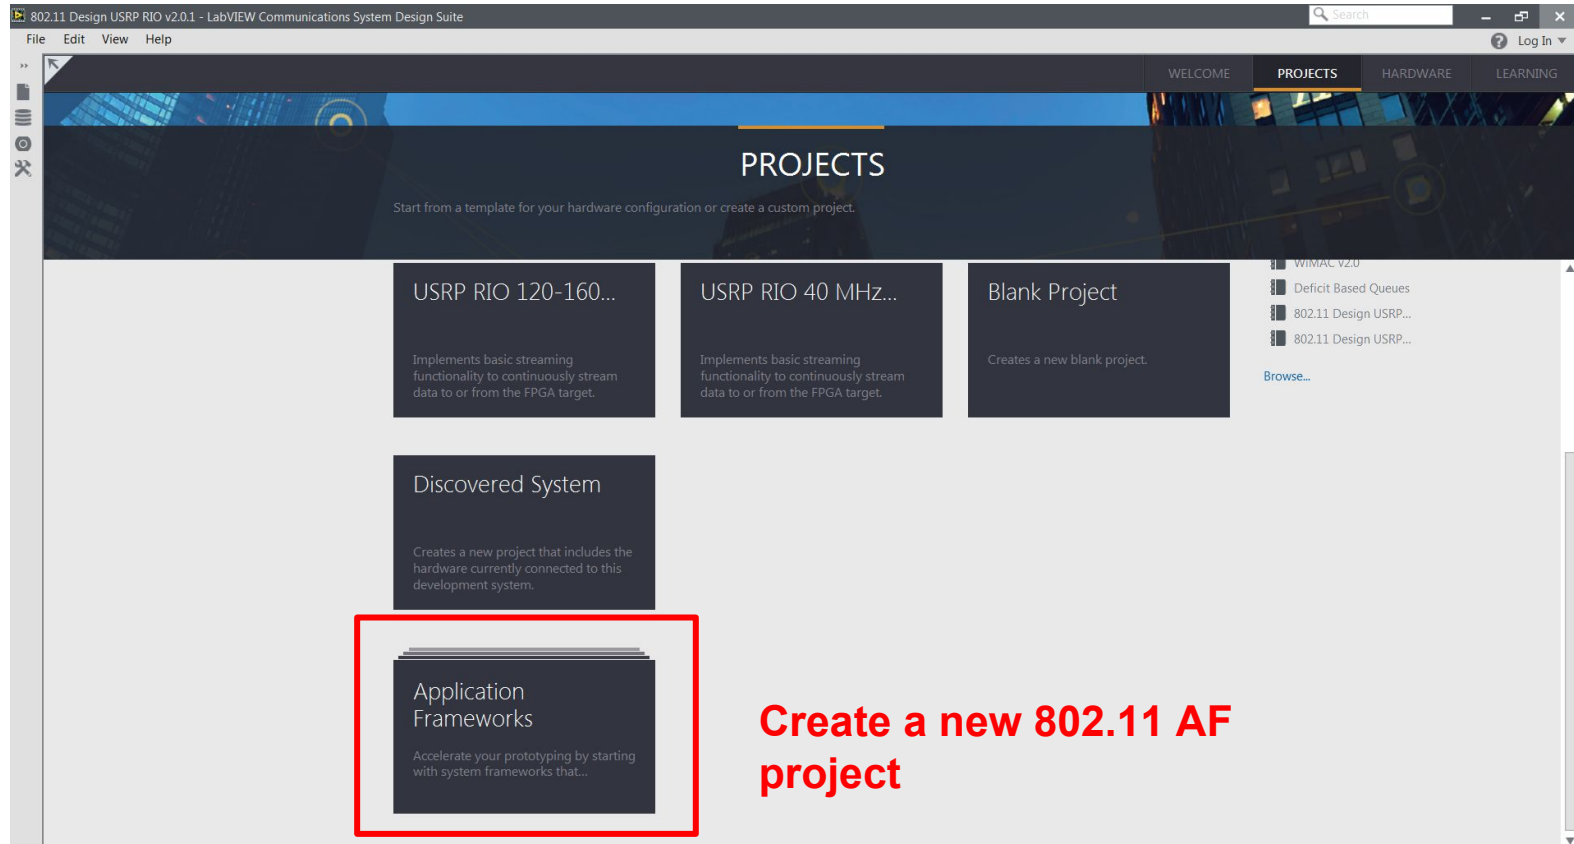 802.11 Design USRP RIO v2.0.1 - LabVIEW Communications System Design Suite
Search
File Edit View Help
Log In
WELCOME PROJECTS HARDWARE LEARNING
PROJECTS
Start from a template for your hardware configuration or create a custom project.
USRP RIO 120-160...
Implements basic streaming
functionality to continuously stream
data to or from the FPGA target.
USRP RIO 40 MHz...
Implements basic streaming
functionality to continuously stream
data to or from the FPGA target.
Blank Project
Creates a new blank project.
WiMAC v2.0
Deficit Based Queues
802.11 Design USRP...
802.11 Design USRP...
Browse...
Discovered System
Creates a new project that includes the
hardware currently connected to this
development system.
Application
Frameworks
Accelerate your prototyping by starting
with system frameworks that...
Create a new 802.11 AF
project